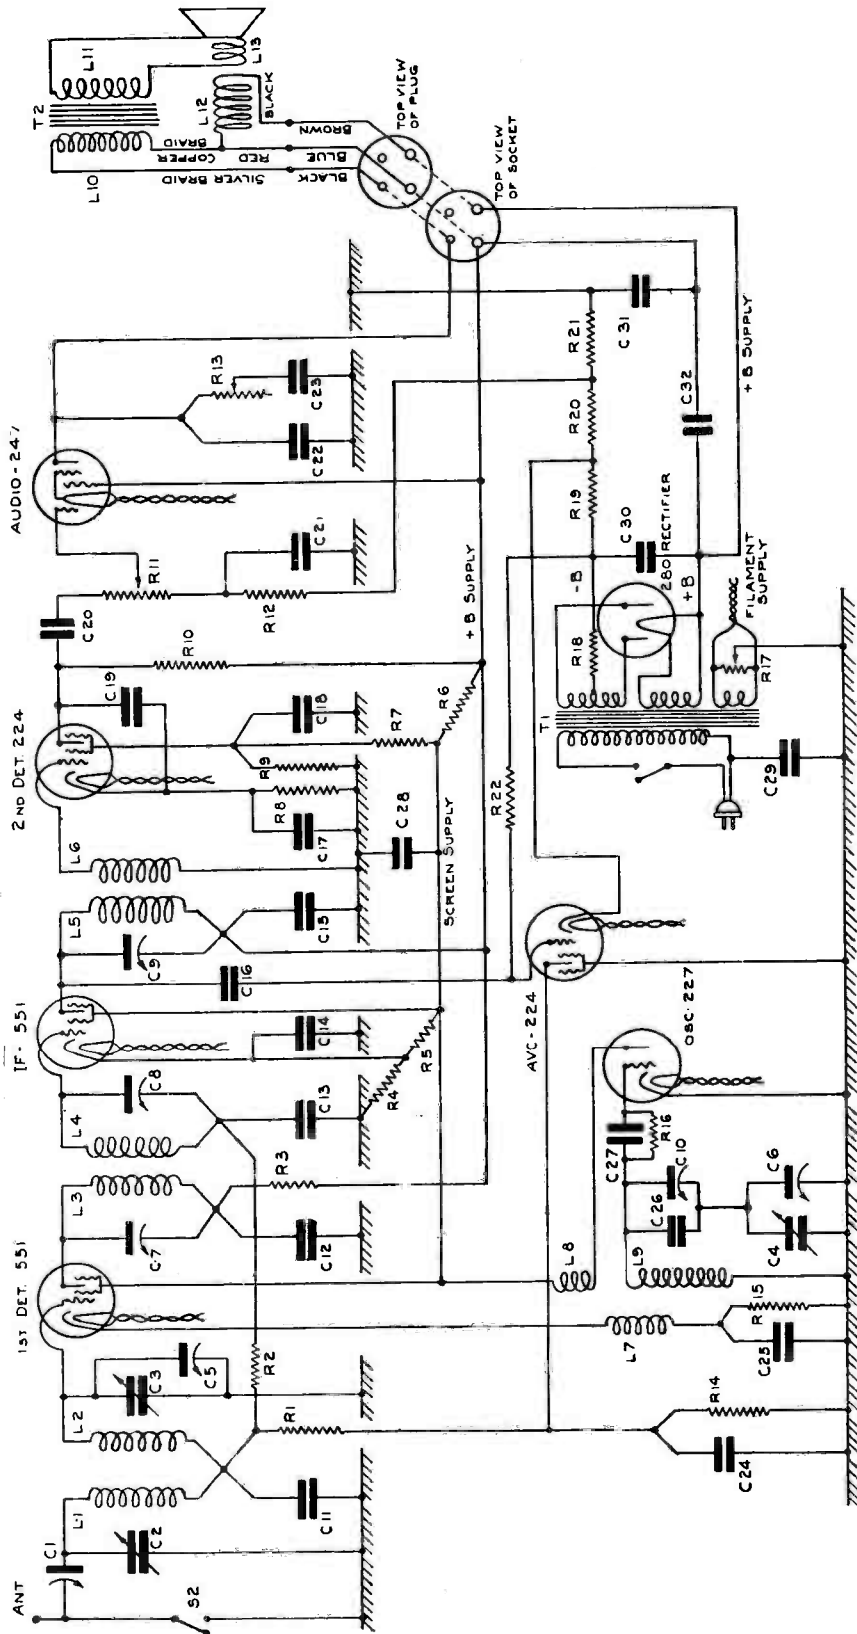 ANT
C1
S2
C2
L1
L2
C11
C3
C5
R1
R2
1ST DET. 551
C7
L3
C12
R3
L4
C8
C13
IF-551
C14
R4
R5
C9
L5
C15
C16
L6
2ND DET. 224
C19
R8
R9
C17
C18
C28
R7
R6
SCREEN SUPPLY
+B SUPPLY
R10
C20
R11
R12
C21
AUDIO-247
C22
R13
C23
T2
L10
L11
L12
L13
BLACK
SILVER BRAID
COPPER BRAID
RED
BLACK
BLUE
BROWN
TOP VIEW OF PLUG
TOP VIEW OF SOCKET
C24
R14
L7
C25
R15
L8
L9
C26
C10
C4
C6
C27
R16
OSC-227
AVC-224
R22
T1
C29
R17
FILAMENT SUPPLY
R18
-B
+B
280 RECTIFIER
C30
R19
R20
R21
C31
C32
+B SUPPLY